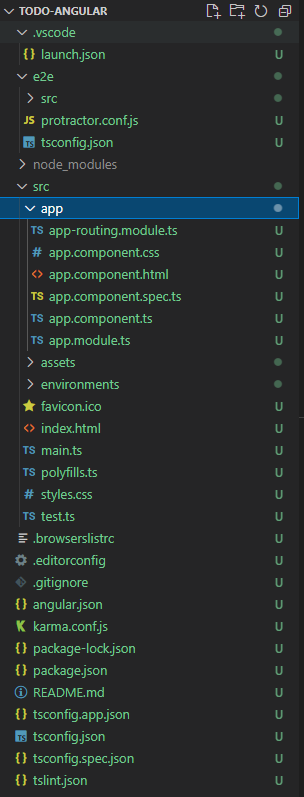 TODO-ANGULAR
.vscode
{} launch.json U
e2e
src
JS protractor.conf.js U
TS tsconfig.json U
node_modules
src
app
TS app-routing.module.ts U
# app.component.css U
<> app.component.html U
TS app.component.spec.ts U
TS app.component.ts U
TS app.module.ts U
assets
environments
favicon.ico U
<> index.html U
TS main.ts U
TS polyfills.ts U
# styles.css U
TS test.ts U
.browserslistrc U
.editorconfig U
.gitignore U
{} angular.json U
karma.conf.js U
{} package-lock.json U
{} package.json U
README.md U
{} tsconfig.app.json U
TS tsconfig.json U
{} tsconfig.spec.json U
{} tslint.json U